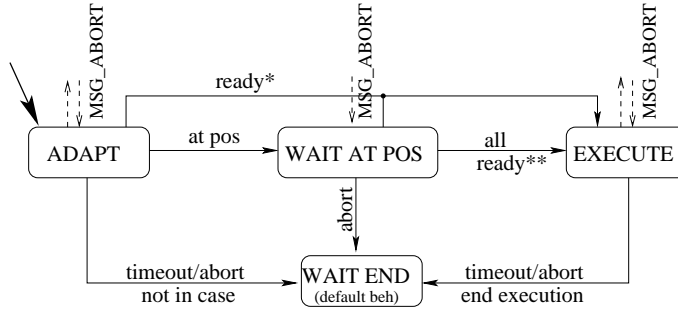 MSG_ABORT
MSG_ABORT
MSG_ABORT
ready*
ADAPT
at pos
WAIT AT POS
all
ready**
EXECUTE
abort
timeout/abort
not in case
WAIT END
(default beh)
timeout/abort
end execution